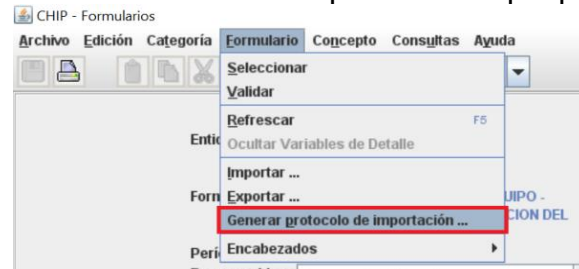 CHIP - Formularios
Archivo Edición Categoría Formulario Concepto Consultas Ayuda
Seleccionar
Validar
Refrescar F5
Ocultar Variables de Detalle
Importar ...
Exportar ...
Generar protocolo de importación ...
Encabezados
Entid
Form
UIPO -
CION DEL
Perí